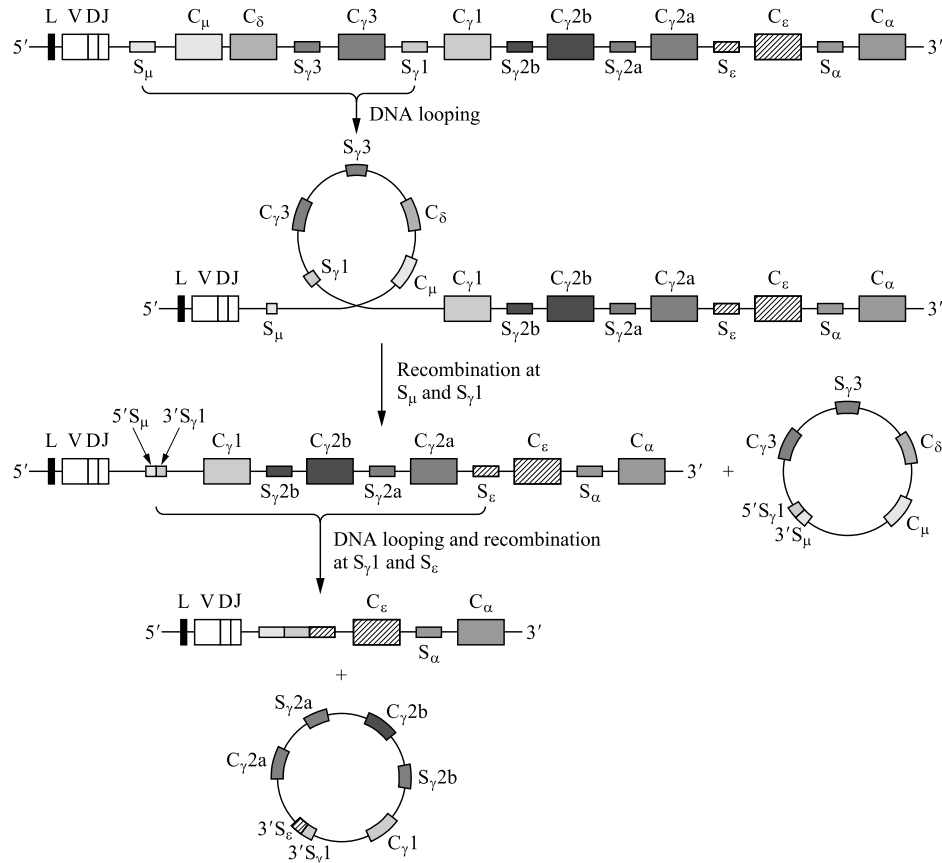 L V DJ Cμ Cδ Cγ3 Cγ1 Cγ2b Cγ2a Cε Cα
5′ 3′
Sμ Sγ3 Sγ1 Sγ2b Sγ2a Sε Sα
DNA looping
Sγ3
Cγ3 Cδ
Sγ1 Cμ
L V DJ Cγ1 Cγ2b Cγ2a Cε Cα
5′ 3′
Sμ Sγ2b Sγ2a Sε Sα
Recombination at
Sμ and Sγ1
5′Sμ 3′Sγ1
L V DJ Cγ1 Cγ2b Cγ2a Cε Cα
5′ 3′ +
Sγ2b Sγ2a Sε Sα
Sγ3
Cγ3 Cδ
5′Sγ1 Cμ
3′Sμ
DNA looping and recombination
at Sγ1 and Sε
L V DJ Cε Cα
5′ 3′
Sα
+
Sγ2a Cγ2b
Cγ2a Sγ2b
3′Sε Cγ1
3′Sγ1